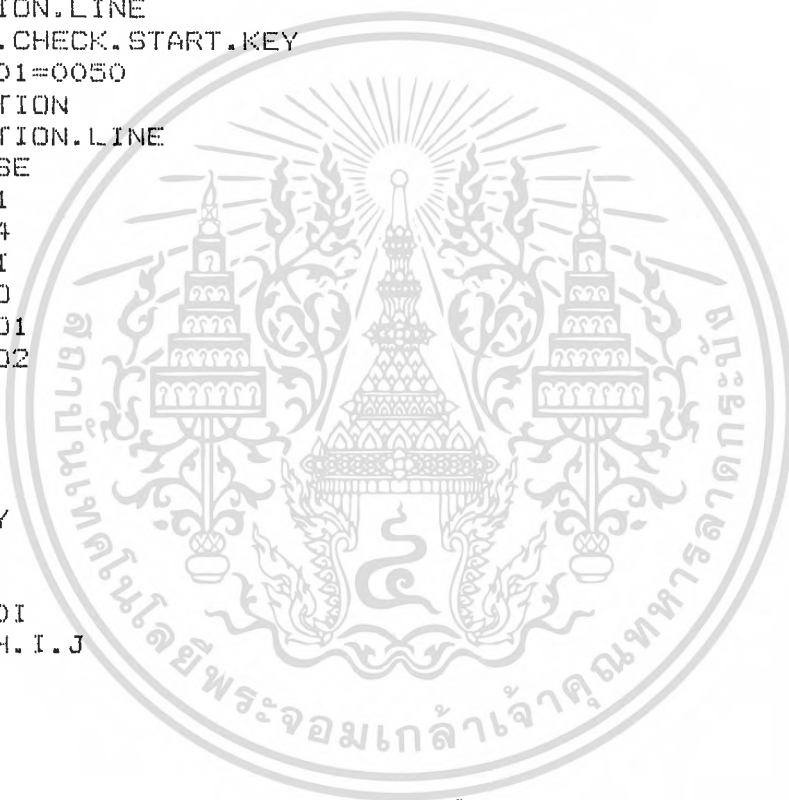 ION.LINE
.CHECK.START.KEY
01=0050
TION
TION.LINE
SE
1
4
I
0
01
02
Y
OI
H.I.J
สถาบันเทคโนโลยีพระจอมเกล้าเจ้าคุณทหารลาดกระบัง